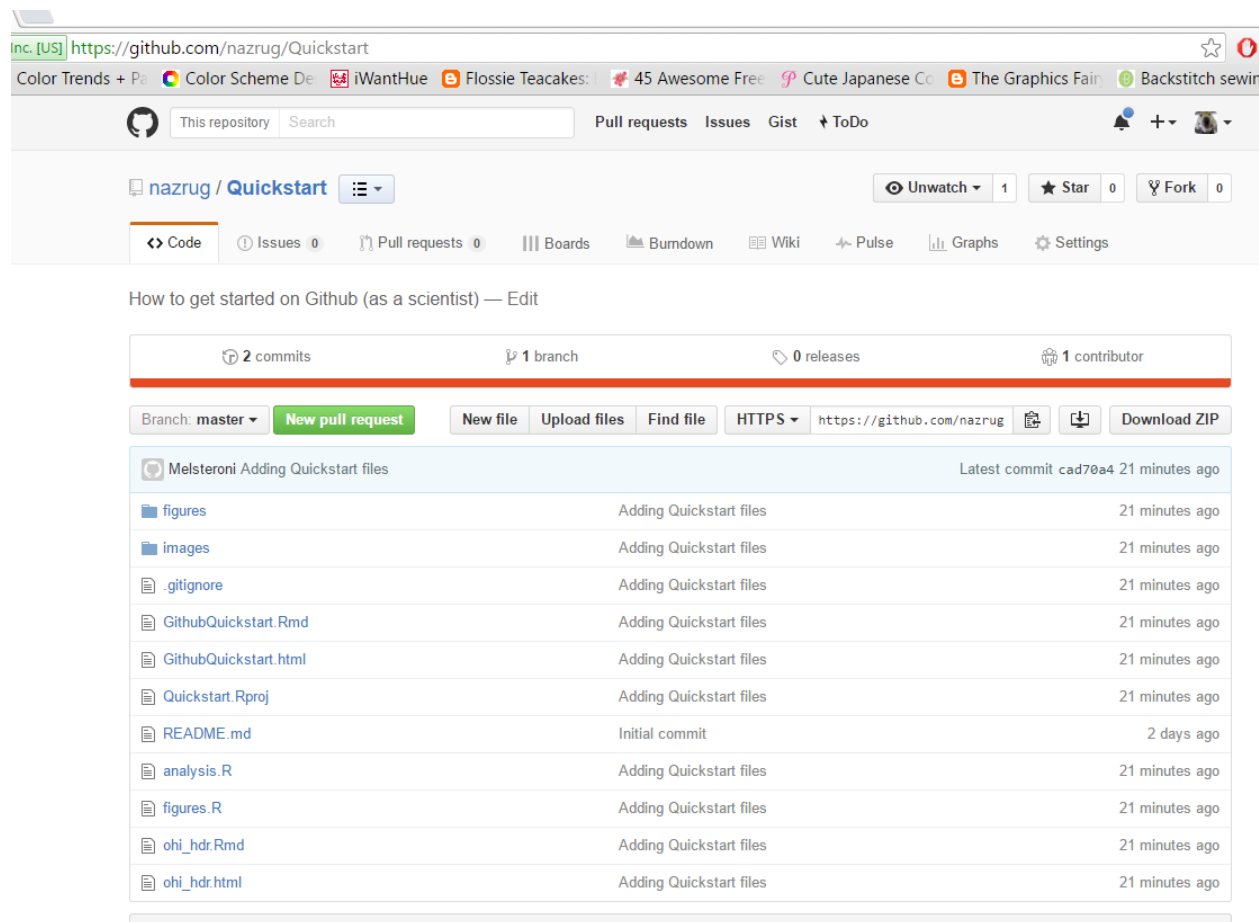 Inc. [US] https://github.com/nazrug/Quickstart
Color Trends + Pa Color Scheme De iWantHue Flossie Teacakes: 45 Awesome Free Cute Japanese Co The Graphics Fair Backstitch sewin
This repository Search Pull requests Issues Gist ToDo
nazrug / Quickstart Unwatch 1 Star 0 Fork 0
Code Issues 0 Pull requests 0 Boards Burndown Wiki Pulse Graphs Settings
How to get started on Github (as a scientist) — Edit
2 commits 1 branch 0 releases 1 contributor
Branch: master New pull request New file Upload files Find file HTTPS https://github.com/nazrug Download ZIP
Melsteroni Adding Quickstart files Latest commit cad70a4 21 minutes ago
figures Adding Quickstart files 21 minutes ago
images Adding Quickstart files 21 minutes ago
.gitignore Adding Quickstart files 21 minutes ago
GithubQuickstart.Rmd Adding Quickstart files 21 minutes ago
GithubQuickstart.html Adding Quickstart files 21 minutes ago
Quickstart.Rproj Adding Quickstart files 21 minutes ago
README.md Initial commit 2 days ago
analysis.R Adding Quickstart files 21 minutes ago
figures.R Adding Quickstart files 21 minutes ago
ohi_hdr.Rmd Adding Quickstart files 21 minutes ago
ohi_hdr.html Adding Quickstart files 21 minutes ago